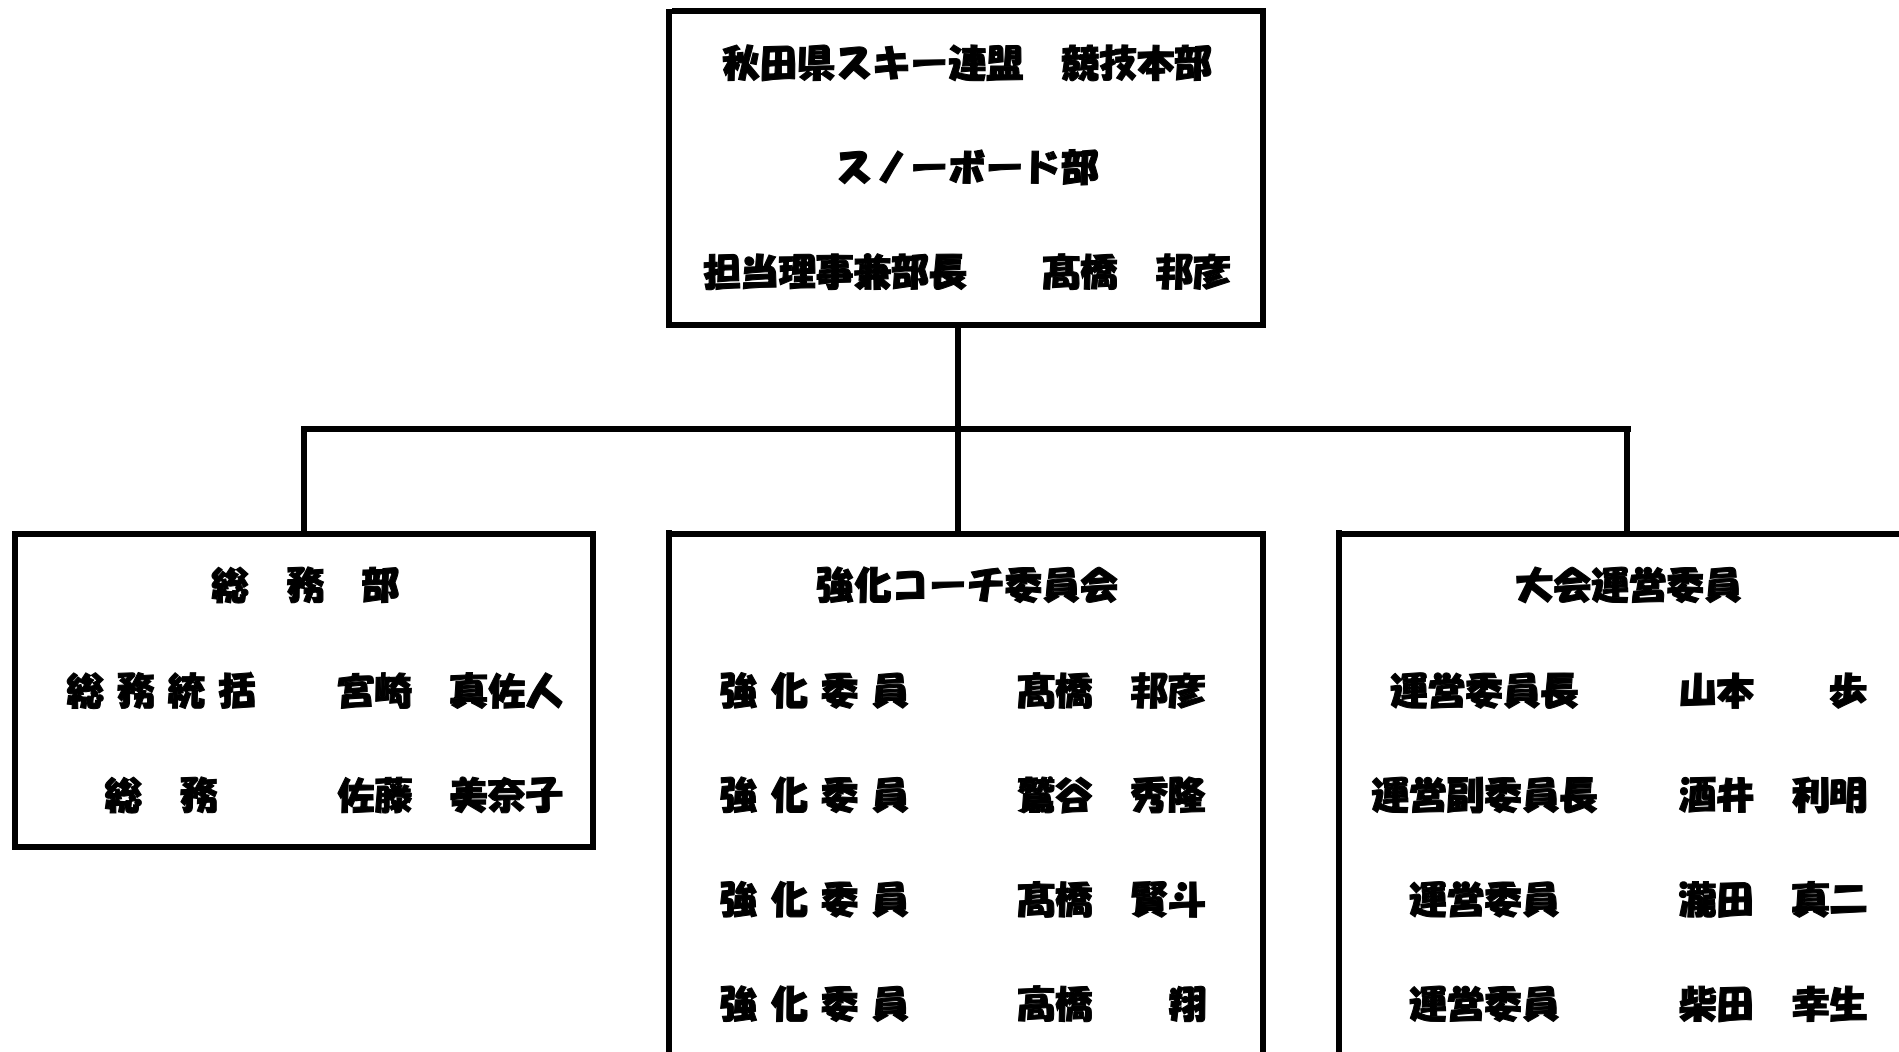 秋田県スキー連盟　競技本部
スノーボード部
担当理事兼部長　　髙橋　邦彦
総　務　部
総 務 統 括　　宮崎　真佐人
総　務　　　佐藤　美奈子
強化コーチ委員会
強 化 委 員　　髙橋　邦彦
強 化 委 員　　鷲谷　秀隆
強 化 委 員　　髙橋　賢斗
強 化 委 員　　高橋　　翔
大会運営委員
運営委員長　　山本　　歩
運営副委員長　　酒井　利明
運営委員　　瀧田　真二
運営委員　　柴田　幸生